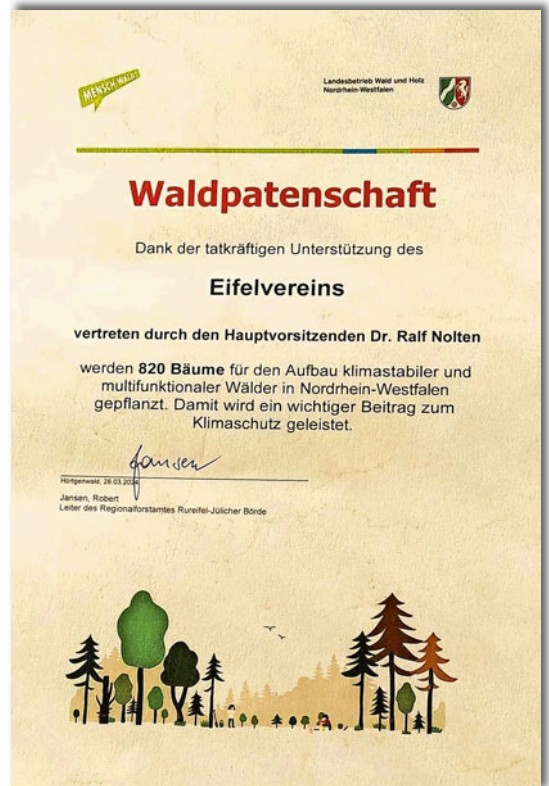 MENSCH WALD!
Landesbetrieb Wald und Holz
Nordrhein-Westfalen
Waldpatenschaft
Dank der tatkräftigen Unterstützung des
Eifelvereins
vertreten durch den Hauptvorsitzenden Dr. Ralf Nolten
werden 820 Bäume für den Aufbau klimastabiler und
multifunktionaler Wälder in Nordrhein-Westfalen
gepflanzt. Damit wird ein wichtiger Beitrag zum
Klimaschutz geleistet.
Jansen
Hürtgenwald, 28.03.2024
Jansen, Robert
Leiter des Regionalforstamtes Rureifel-Jülicher Börde